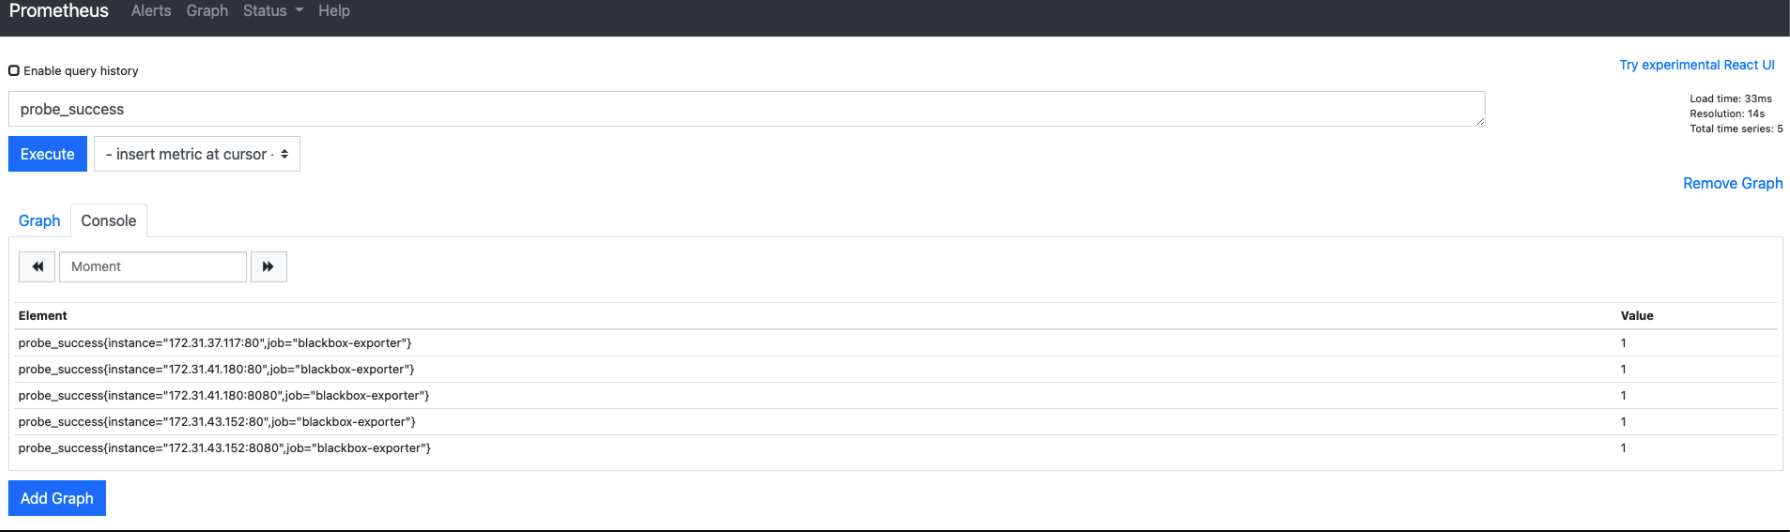 Prometheus Alerts Graph Status Help
Enable query history
Try experimental React UI
probe_success
Load time: 33ms
Resolution: 14s
Total time series: 5
Execute - insert metric at cursor -
Remove Graph
Graph Console
Moment
Element Value
probe_success{instance="172.31.37.117:80",job="blackbox-exporter"} 1
probe_success{instance="172.31.41.180:80",job="blackbox-exporter"} 1
probe_success{instance="172.31.41.180:8080",job="blackbox-exporter"} 1
probe_success{instance="172.31.43.152:80",job="blackbox-exporter"} 1
probe_success{instance="172.31.43.152:8080",job="blackbox-exporter"} 1
Add Graph